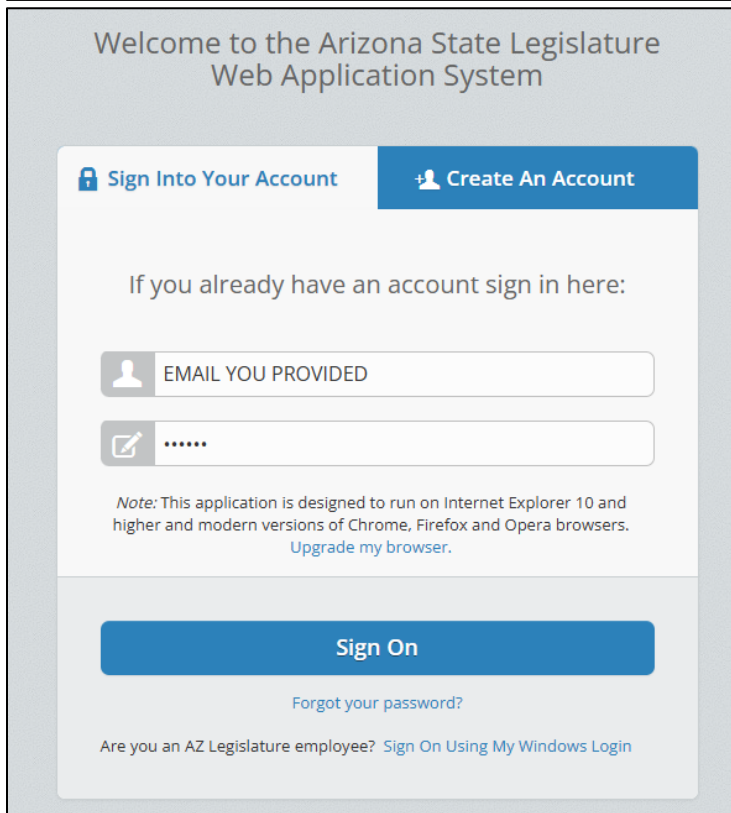 Welcome to the Arizona State Legislature
Web Application System
Sign Into Your Account
Create An Account
If you already have an account sign in here:
EMAIL YOU PROVIDED
••••••
Note: This application is designed to run on Internet Explorer 10 and
higher and modern versions of Chrome, Firefox and Opera browsers.
Upgrade my browser.
Sign On
Forgot your password?
Are you an AZ Legislature employee? Sign On Using My Windows Login